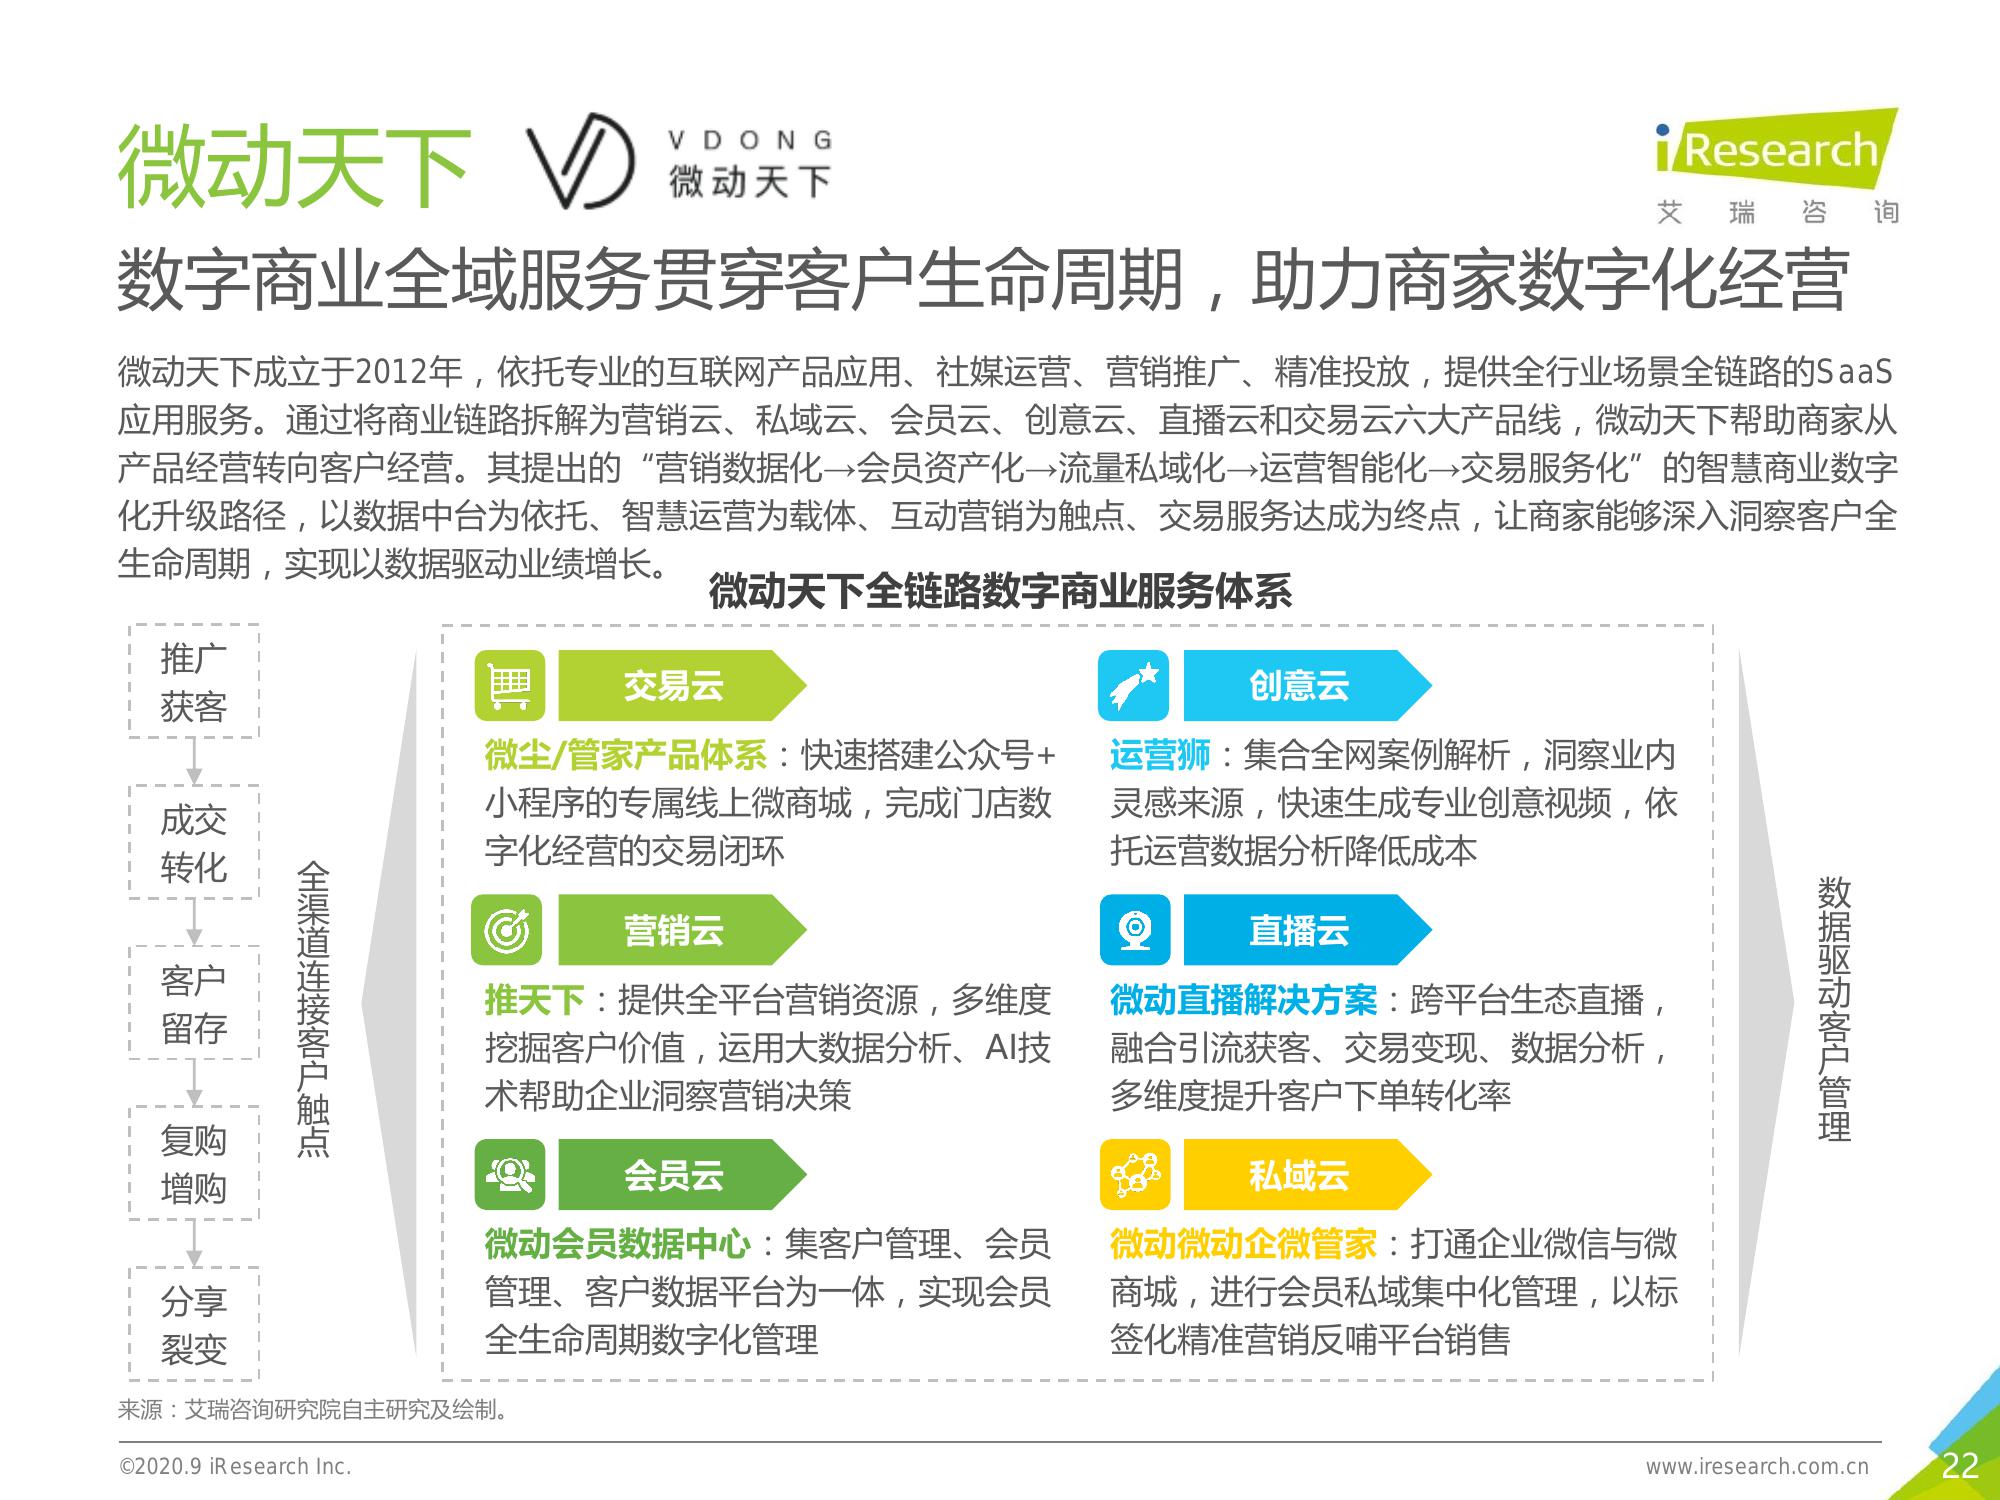 微动天下
VDONG
微动天下
iResearch
艾瑞咨询
数字商业全域服务贯穿客户生命周期，助力商家数字化经营
微动天下成立于2012年，依托专业的互联网产品应用、社媒运营、营销推广、精准投放，提供全行业场景全链路的SaaS
应用服务。通过将商业链路拆解为营销云、私域云、会员云、创意云、直播云和交易云六大产品线，微动天下帮助商家从
产品经营转向客户经营。其提出的“营销数据化→会员资产化→流量私域化→运营智能化→交易服务化”的智慧商业数字
化升级路径，以数据中台为依托、智慧运营为载体、互动营销为触点、交易服务达成为终点，让商家能够深入洞察客户全
生命周期，实现以数据驱动业绩增长。
微动天下全链路数字商业服务体系
推广
获客
成交
转化
客户
留存
复购
增购
分享
裂变
全渠道连接客户触点
交易云
微尘/管家产品体系：快速搭建公众号+
小程序的专属线上微商城，完成门店数
字化经营的交易闭环
营销云
推天下：提供全平台营销资源，多维度
挖掘客户价值，运用大数据分析、AI技
术帮助企业洞察营销决策
会员云
微动会员数据中心：集客户管理、会员
管理、客户数据平台为一体，实现会员
全生命周期数字化管理
创意云
运营狮：集合全网案例解析，洞察业内
灵感来源，快速生成专业创意视频，依
托运营数据分析降低成本
直播云
微动直播解决方案：跨平台生态直播，
融合引流获客、交易变现、数据分析，
多维度提升客户下单转化率
私域云
微动微动企微管家：打通企业微信与微
商城，进行会员私域集中化管理，以标
签化精准营销反哺平台销售
数据驱动客户管理
来源：艾瑞咨询研究院自主研究及绘制。
©2020.9 iResearch Inc.
www.iresearch.com.cn
22